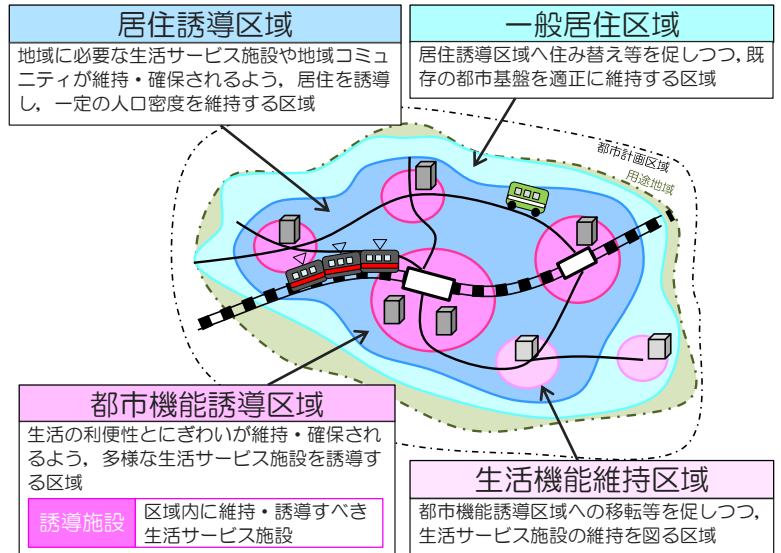 居住誘導区域
地域に必要な生活サービス施設や地域コミュ
ニティが維持・確保されるよう，居住を誘導
し，一定の人口密度を維持する区域
一般居住区域
居住誘導区域へ住み替え等を促しつつ，既
存の都市基盤を適正に維持する区域
都市計画区域
用途地域
都市機能誘導区域
生活の利便性とにぎわいが維持・確保され
るよう，多様な生活サービス施設を誘導す
る区域
誘導施設
区域内に維持・誘導すべき
生活サービス施設
生活機能維持区域
都市機能誘導区域への移転等を促しつつ，
生活サービス施設の維持を図る区域